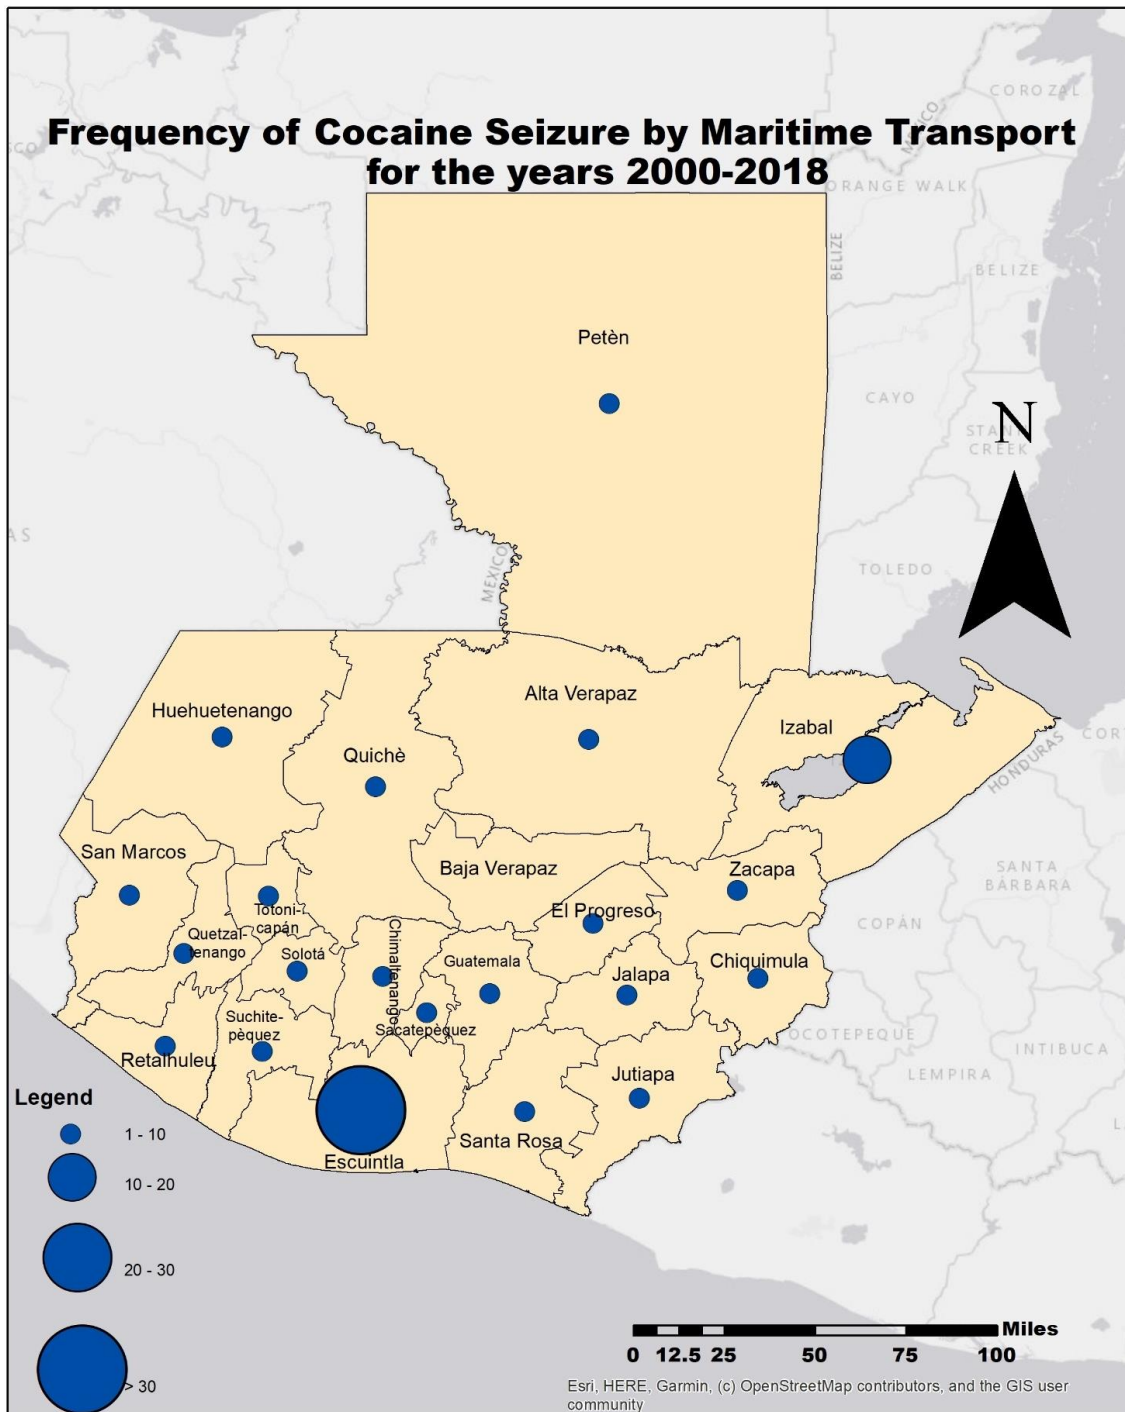 COROZAL
MEXICO
Frequency of Cocaine Seizure by Maritime Transport
for the years 2000-2018
ORANGE WALK
BELIZE
BELIZE
Petèn
CAYO
N
STANN
CREEK
AS
MEXICO
TOLEDO
Alta Verapaz
Huehuetenango
Izabal
Quichè
HONDURAS
COR
San Marcos
Baja Verapaz
Zacapa
SANTA
BÁRBARA
Totoni-
capán
El Progreso
COPÁN
Quetzal-
tenango
Chimaltenango
Solotá
Guatemala
Jalapa
Chiquimula
Suchite-
pèquez
Sacatepèquez
OCOTEPEQUE
INTIBUCA
Retalhuleu
Jutiapa
LEMPIRA
Legend
1 - 10
Santa Rosa
Escuintla
10 - 20
20 - 30
> 30
Miles
0 12.5 25 50 75 100
Esri, HERE, Garmin, (c) OpenStreetMap contributors, and the GIS user
community